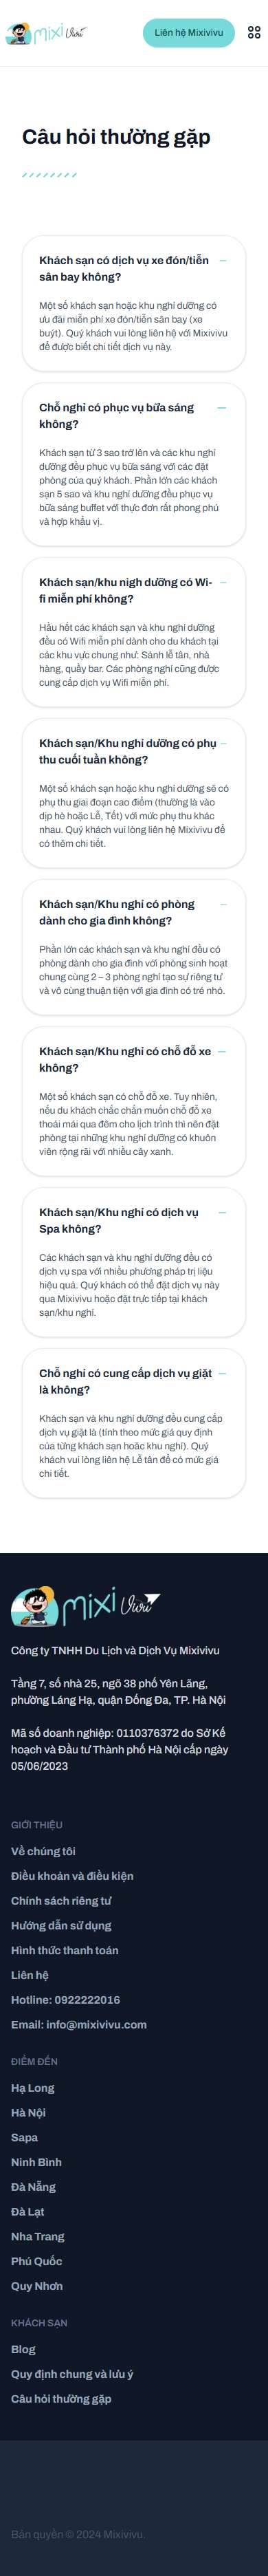 mixi Vivu
Liên hệ Mixivivu
Câu hỏi thường gặp
Khách sạn có dịch vụ xe đón/tiễn
sân bay không?
Một số khách sạn hoặc khu nghỉ dưỡng có
ưu đãi miễn phí xe đón/tiễn sân bay (xe
buýt). Quý khách vui lòng liên hệ với Mixivivu
để được biết chi tiết dịch vụ này.
Chỗ nghỉ có phục vụ bữa sáng
không?
Khách sạn từ 3 sao trở lên và các khu nghỉ
dưỡng đều phục vụ bữa sáng với các đặt
phòng của quý khách. Phần lớn các khách
sạn 5 sao và khu nghỉ dưỡng đều phục vụ
bữa sáng buffet với thực đơn rất phong phú
và hợp khẩu vị.
Khách sạn/khu nigh dưỡng có Wi-
fi miễn phí không?
Hầu hết các khách sạn và khu nghỉ dưỡng
đều có Wifi miễn phí dành cho du khách tại
các khu vực chung như: Sảnh lễ tân, nhà
hàng, quầy bar. Các phòng nghỉ cũng được
cung cấp dịch vụ Wifi miễn phí.
Khách sạn/Khu nghỉ dưỡng có phụ
thu cuối tuần không?
Một số khách sạn hoặc khu nghỉ dưỡng sẽ có
phụ thu giai đoạn cao điểm (thường là vào
dịp hè hoặc Lễ, Tết) với mức phụ thu khác
nhau. Quý khách vui lòng liên hệ Mixivivu để
có thêm chi tiết.
Khách sạn/Khu nghỉ có phòng
dành cho gia đình không?
Phần lớn các khách sạn và khu nghỉ đều có
phòng dành cho gia đình với phòng sinh hoạt
chung cùng 2 – 3 phòng nghỉ tạo sự riêng tư
và vô cùng thuận tiện với gia đình có trẻ nhỏ.
Khách sạn/Khu nghỉ có chỗ đỗ xe
không?
Một số khách sạn có chỗ đỗ xe. Tuy nhiên,
nếu du khách chắc chắn muốn chỗ đỗ xe
thoải mái qua đêm cho lịch trình thì nên đặt
phòng tại những khu nghỉ dưỡng có khuôn
viên rộng rãi với nhiều cây xanh.
Khách sạn/Khu nghỉ có dịch vụ
Spa không?
Các khách sạn và khu nghỉ dưỡng đều có
dịch vụ spa với nhiều phương pháp trị liệu
hiệu quả. Quý khách có thể đặt dịch vụ này
qua Mixivivu hoặc đặt trực tiếp tại khách
sạn/khu nghỉ.
Chỗ nghỉ có cung cấp dịch vụ giặt
là không?
Khách sạn và khu nghỉ dưỡng đều cung cấp
dịch vụ giặt là (tính theo mức giá quy định
của từng khách sạn hoặc khu nghỉ). Quý
khách vui lòng liên hệ Lễ tân để có mức giá
chi tiết.
mixi Vivu
Công ty TNHH Du Lịch và Dịch Vụ Mixivivu
Tầng 7, số nhà 25, ngõ 38 phố Yên Lãng,
phường Láng Hạ, quận Đống Đa, TP. Hà Nội
Mã số doanh nghiệp: 0110376372 do Sở Kế
hoạch và Đầu tư Thành phố Hà Nội cấp ngày
05/06/2023
GIỚI THIỆU
Về chúng tôi
Điều khoản và điều kiện
Chính sách riêng tư
Hướng dẫn sử dụng
Hình thức thanh toán
Liên hệ
Hotline: 0922222016
Email: info@mixivivu.com
ĐIỂM ĐẾN
Hạ Long
Hà Nội
Sapa
Ninh Bình
Đà Nẵng
Đà Lạt
Nha Trang
Phú Quốc
Quy Nhơn
KHÁCH SẠN
Blog
Quy định chung và lưu ý
Câu hỏi thường gặp
Bản quyền © 2024 Mixivivu.